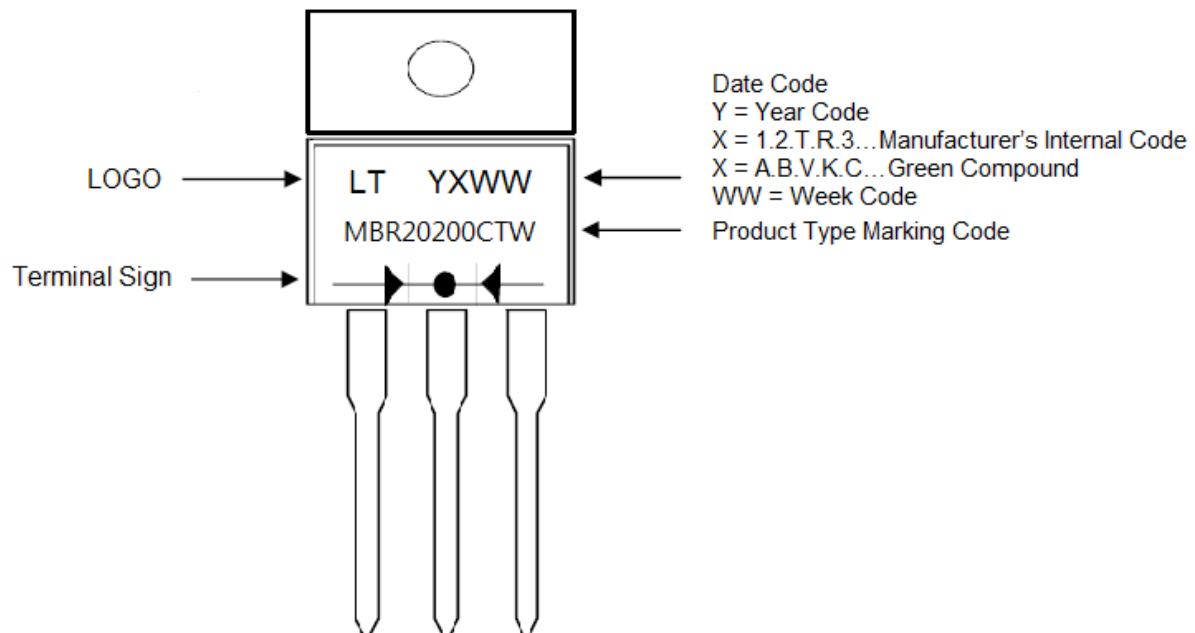 Date Code
Y = Year Code
X = 1.2.T.R.3...Manufacturer's Internal Code
X = A.B.V.K.C...Green Compound
WW = Week Code
LOGO
LT YXWW
MBR20200CTW
Product Type Marking Code
Terminal Sign